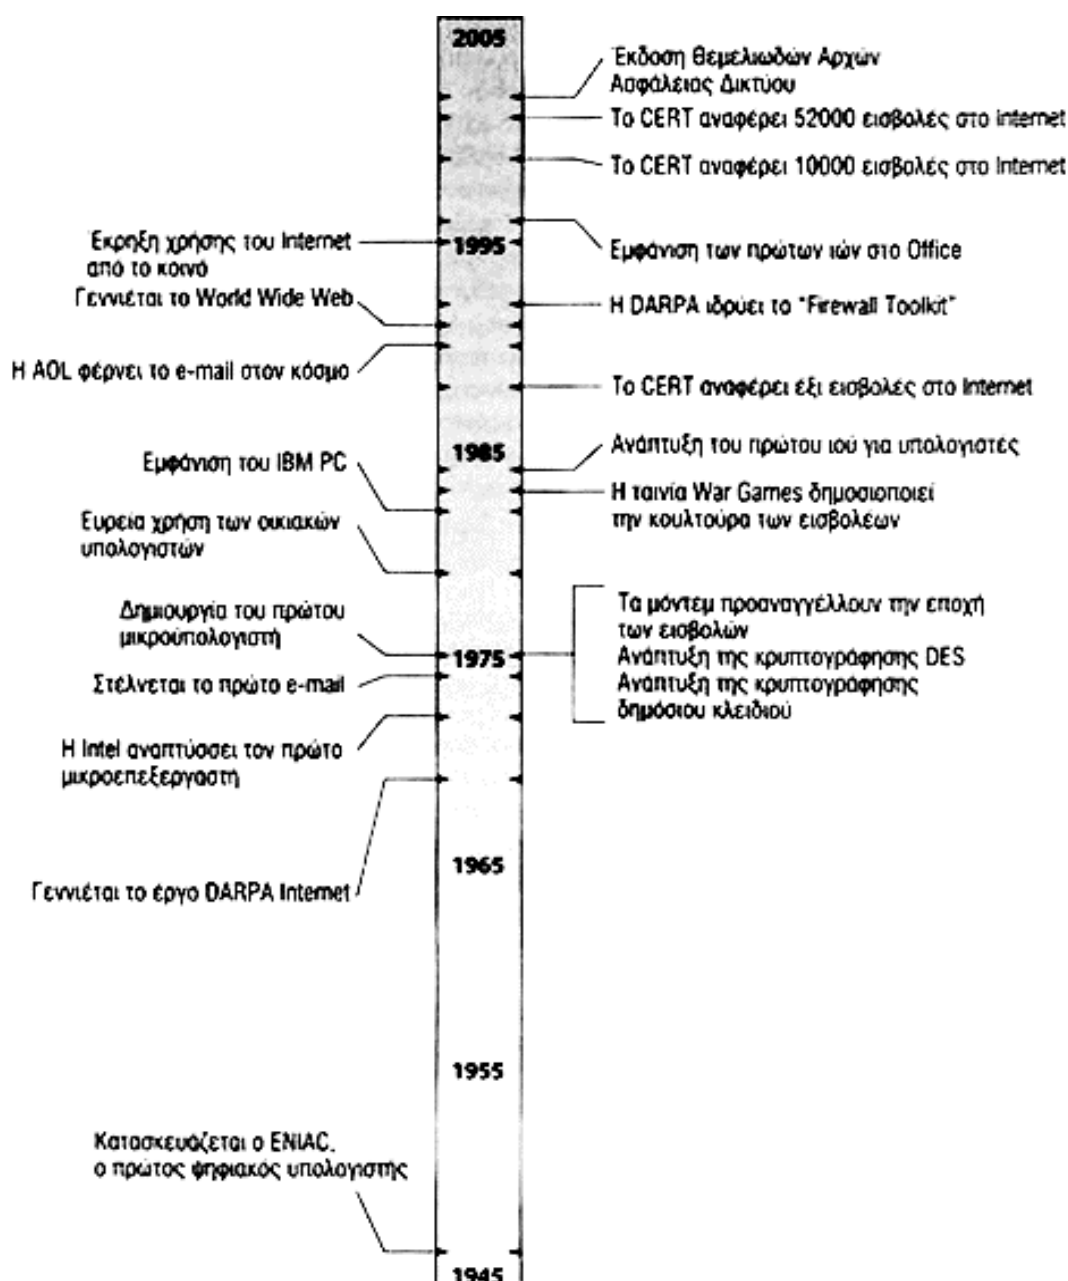 2005
Έκδοση Θεμελιωδών Αρχών
Ασφάλειας Δικτύου
Το CERT αναφέρει 52000 εισβολές στο Internet
Το CERT αναφέρει 10000 εισβολές στο Internet
Έκρηξη χρήσης του Internet
από το κοινό
1995
Εμφάνιση των πρώτων ιών στο Office
Γεννιέται το World Wide Web
Η DARPA ιδρύει το "Firewall Toolkit"
Η AOL φέρνει το e-mail στον κόσμο
Το CERT αναφέρει έξι εισβολές στο Internet
1985
Ανάπτυξη του πρώτου ιού για υπολογιστές
Εμφάνιση του IBM PC
Η ταινία War Games δημοσιοποιεί
την κουλτούρα των εισβολέων
Ευρεία χρήση των οικιακών
υπολογιστών
Δημιουργία του πρώτου
μικροϋπολογιστή
1975
Τα μόντεμ προαναγγέλλουν την εποχή
των εισβολών
Ανάπτυξη της κρυπτογράφησης DES
Ανάπτυξη της κρυπτογράφησης
δημόσιου κλειδιού
Στέλνεται το πρώτο e-mail
Η Intel αναπτύσσει τον πρώτο
μικροεπεξεργαστή
1965
Γεννιέται το έργο DARPA Internet
1955
Κατασκευάζεται ο ENIAC,
ο πρώτος ψηφιακός υπολογιστής
1945